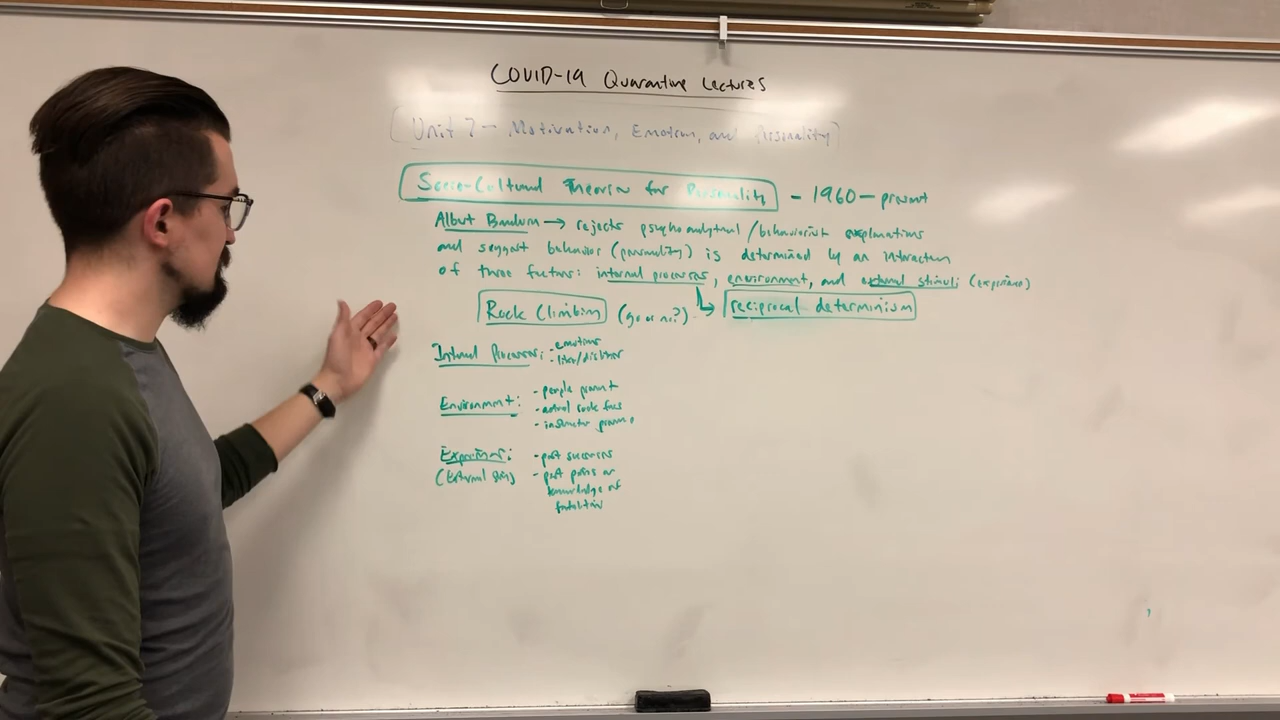 COVID-19 Quarantine Lectures
(Unit 7 - Motivation, Emotion, and Personality)
Socio-Cultural Theories for Personality - 1960 - present
Albert Bandura → rejects psychoanalytical / behaviorist explanations
and suggest behavior (personality) is determined by an interaction
of three factors: internal processes, environment, and external stimuli (experience)
Rock Climbing (go or no?) → reciprocal determinism
Internal Processes: - emotions
- likes/dislikes
Environment: - people present
- actual rock face
- instructor present
Experiences: - past successes
(External stim) - past pains or
knowledge of
fatalities